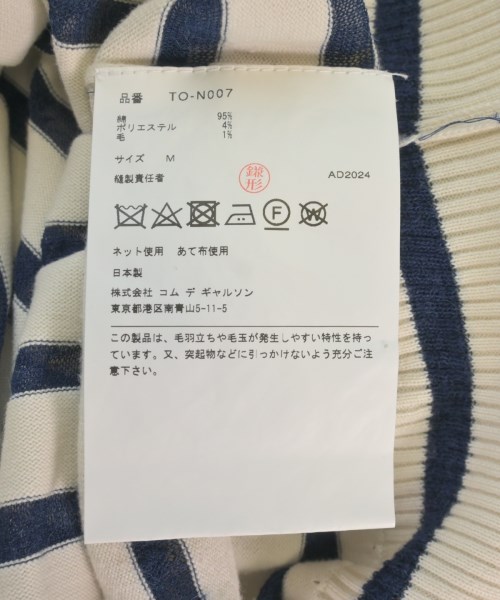 品番 TO-N007
綿 95%
ポリエステル 4%
毛 1%
サイズ M
縫製責任者 鎌形 AD2024
F W
ネット使用 あて布使用
日本製
株式会社 コム デ ギャルソン
東京都港区南青山5-11-5
この製品は、毛羽立ちや毛玉が発生しやすい特性を持っ
ています。又、突起物などに引っかけないよう充分ご注
意下さい。